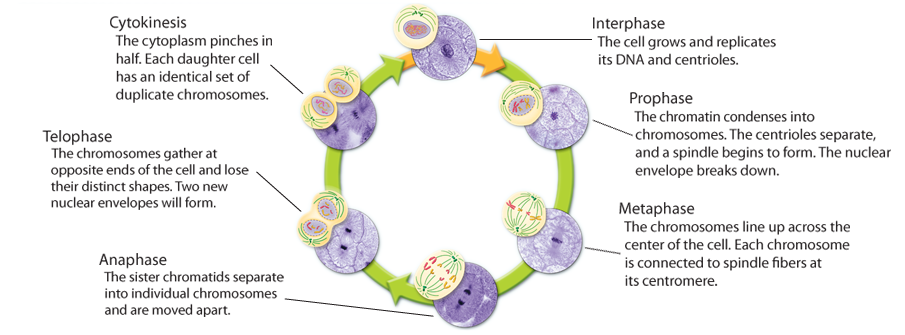 Interphase
The cell grows and replicates
its DNA and centrioles.
Prophase
The chromatin condenses into
chromosomes. The centrioles separate,
and a spindle begins to form. The nuclear
envelope breaks down.
Metaphase
The chromosomes line up across the
center of the cell. Each chromosome
is connected to spindle fibers at
its centromere.
Anaphase
The sister chromatids separate
into individual chromosomes
and are moved apart.
Telophase
The chromosomes gather at
opposite ends of the cell and lose
their distinct shapes. Two new
nuclear envelopes will form.
Cytokinesis
The cytoplasm pinches in
half. Each daughter cell
has an identical set of
duplicate chromosomes.